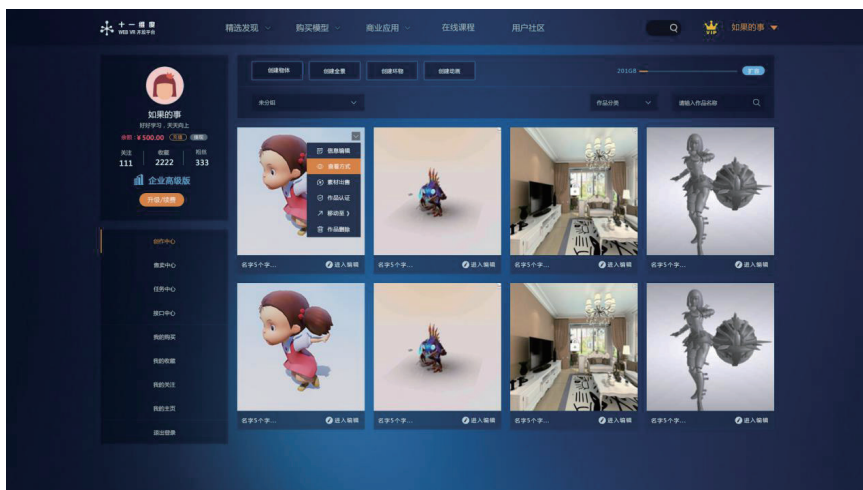 十一维度
WEB VR 开发平台
精选发现
购买模型
商业应用
在线课程
用户社区
VIP
如果的事
如果的事
好好学习，天天向上
余额：¥500.00 充值 提现
关注 收藏 粉丝
111 2222 333
企业高级版
升级/续费
创作中心
商卖中心
任务中心
接口中心
我的购买
我的收藏
我的关注
我的主页
退出登录
创建物体 创建全景 创建环物 创建动画
201GB 扩容
未分组
作品分类
请输入作品名称
信息编辑
观看方式
素材出售
作品认证
移动至 》
作品删除
名字5个字... 进入编辑
名字5个字... 进入编辑
名字5个字... 进入编辑
名字5个字... 进入编辑
名字5个字... 进入编辑
名字5个字... 进入编辑
名字5个字... 进入编辑
名字5个字... 进入编辑